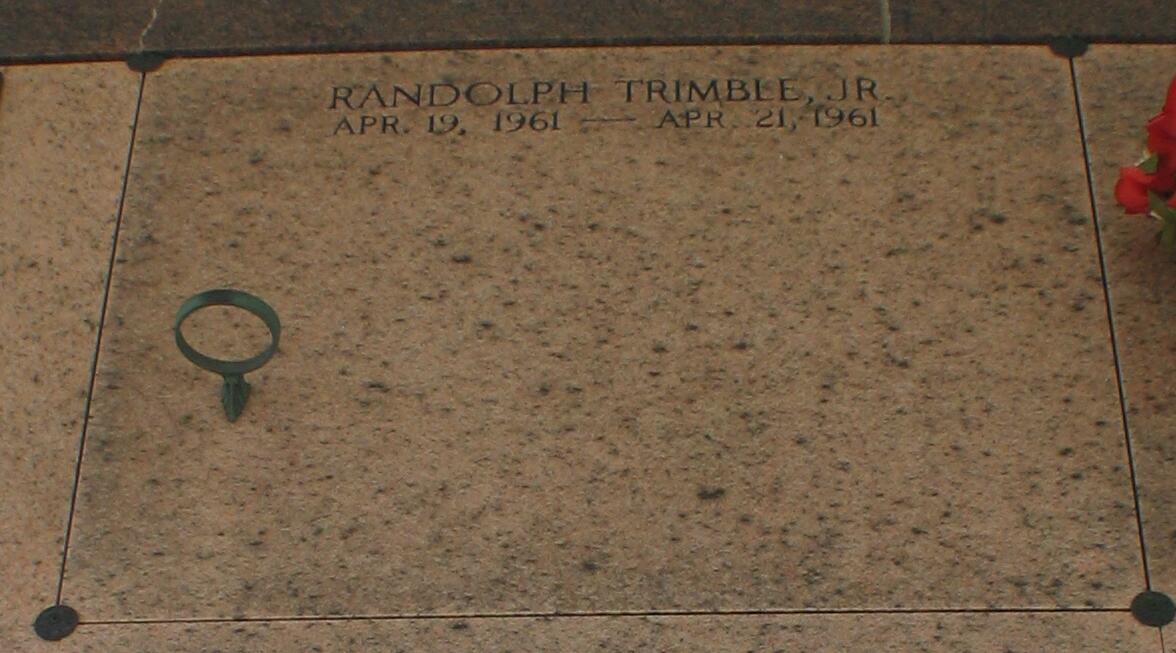 RANDOLPH TRIMBLE, JR.
APR. 19, 1961 — APR. 21, 1961